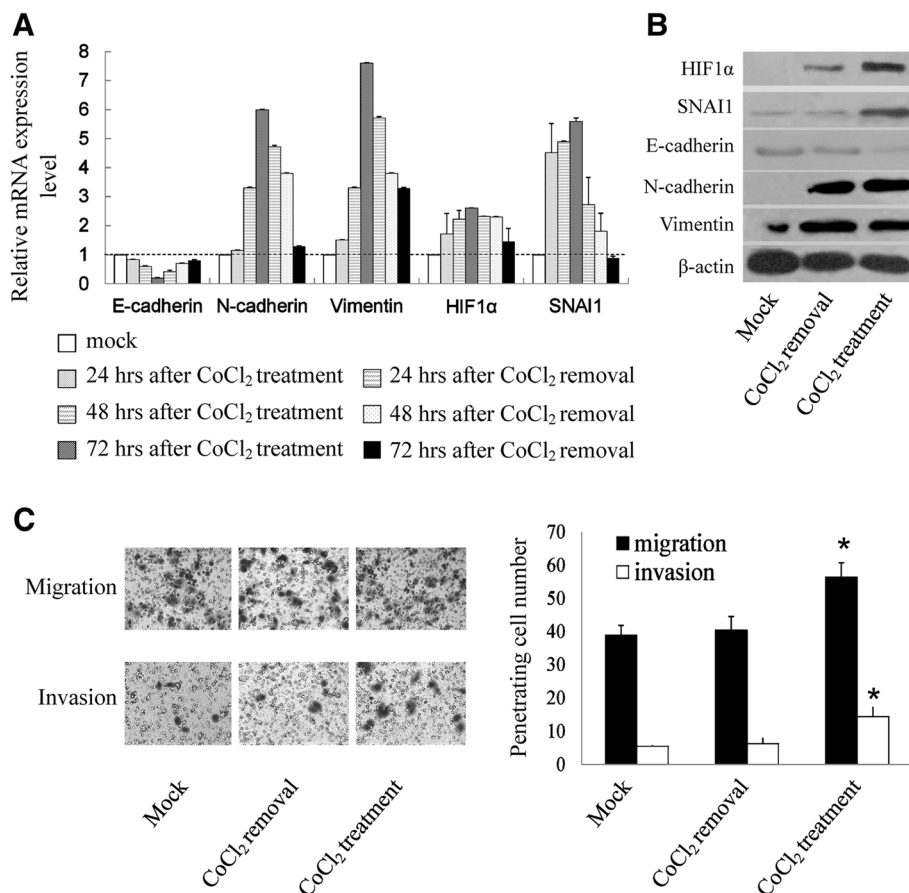 A
Relative mRNA expression
level
8
7
6
5
4
3
2
1
0
E-cadherin N-cadherin Vimentin HIF1α SNAI1
mock
24 hrs after CoCl₂ treatment
24 hrs after CoCl₂ removal
48 hrs after CoCl₂ treatment
48 hrs after CoCl₂ removal
72 hrs after CoCl₂ treatment
72 hrs after CoCl₂ removal
B
HIF1α
SNAI1
E-cadherin
N-cadherin
Vimentin
β-actin
Mock
CoCl₂ removal
CoCl₂ treatment
C
Migration
Invasion
Mock
CoCl₂ removal
CoCl₂ treatment
Penetrating cell number
70
60
50
40
30
20
10
0
migration
invasion
*
*
Mock
CoCl₂ removal
CoCl₂ treatment